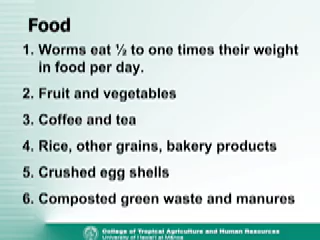 Food
1. Worms eat ½ to one times their weight
in food per day.
2. Fruit and vegetables
3. Coffee and tea
4. Rice, other grains, bakery products
5. Crushed egg shells
6. Composted green waste and manures
College of Tropical Agriculture and Human Resources
University of Hawai'i at Mānoa